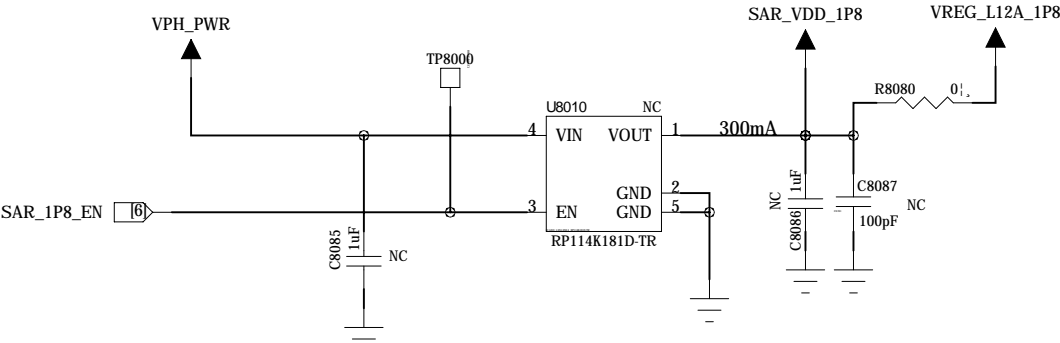 SAR_VDD_1P8
VREG_L12A_1P8
VPH_PWR
TP8000
R8080
0
U8010
NC
4
VIN
VOUT
1
300mA
GND
2
SAR_1P8_EN
[6]
3
EN
GND
5
RP114K181D-TR
C8085
1uF
NC
C8086
1uF
NC
C8087
100pF
NC